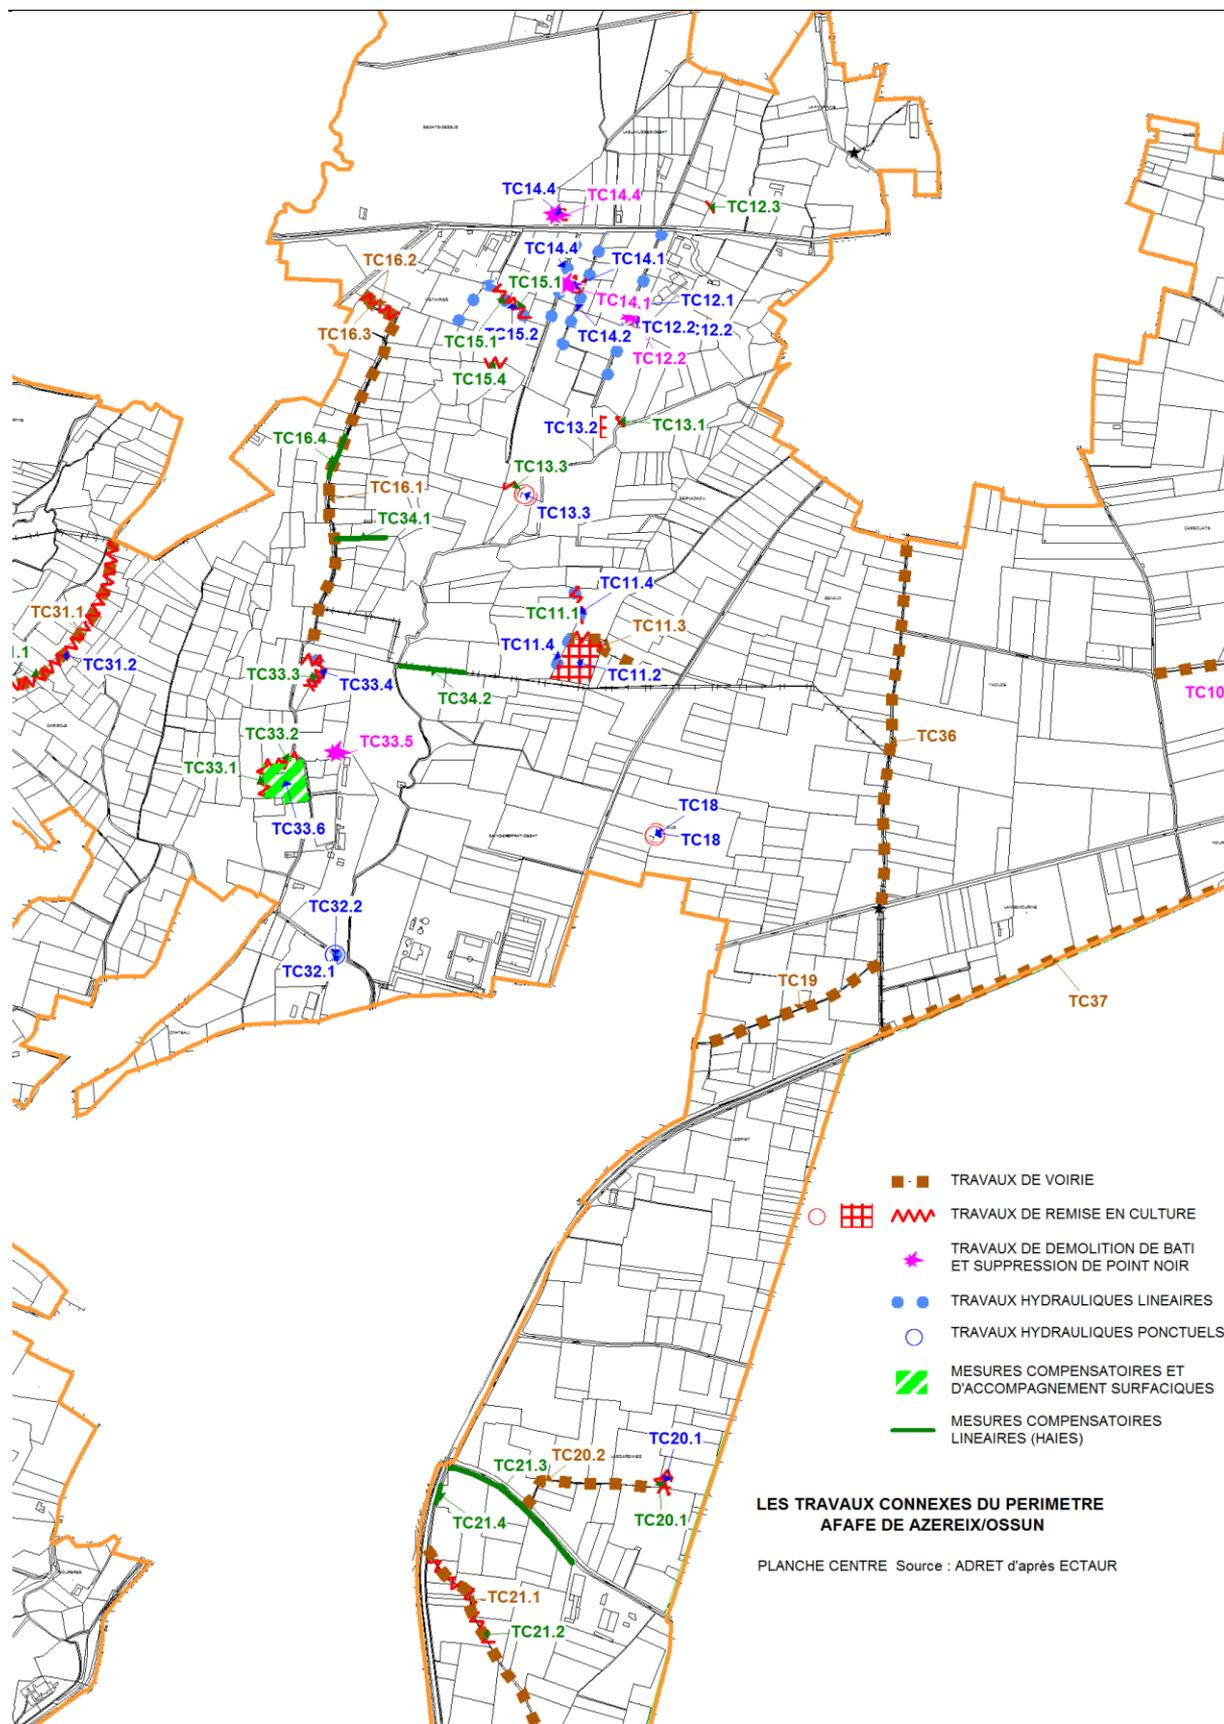 TC14.4
TC14.4
TC12.3
TC14.4
TC14.1
TC16.2
TC15.1
TC14.1
TC12.1
TC16.3
TC15.1
TC15.2
TC14.2
TC12.2
12.2
TC12.2
TC15.4
TC13.2
TC13.1
TC16.4
TC13.3
TC16.1
TC13.3
TC34.1
TC11.4
TC31.1
TC11.1
TC11.3
.1
TC31.2
TC11.4
TC11.2
TC33.3
TC33.4
TC34.2
TC10
TC33.2
TC33.5
TC36
TC33.1
TC18
TC33.6
TC18
TC32.2
TC32.1
TC19
TC37
CHATEAU
TRAVAUX DE VOIRIE
TRAVAUX DE REMISE EN CULTURE
TRAVAUX DE DEMOLITION DE BATI
ET SUPPRESSION DE POINT NOIR
TRAVAUX HYDRAULIQUES LINEAIRES
TRAVAUX HYDRAULIQUES PONCTUELS
MESURES COMPENSATOIRES ET
D'ACCOMPAGNEMENT SURFACIQUES
MESURES COMPENSATOIRES
LINEAIRES (HAIES)
TC20.1
TC20.2
TC21.3
TC21.4
TC20.1
LES TRAVAUX CONNEXES DU PERIMETRE
AFAFE DE AZEREIX/OSSUN
PLANCHE CENTRE Source : ADRET d'après ECTAUR
TC21.1
TC21.2